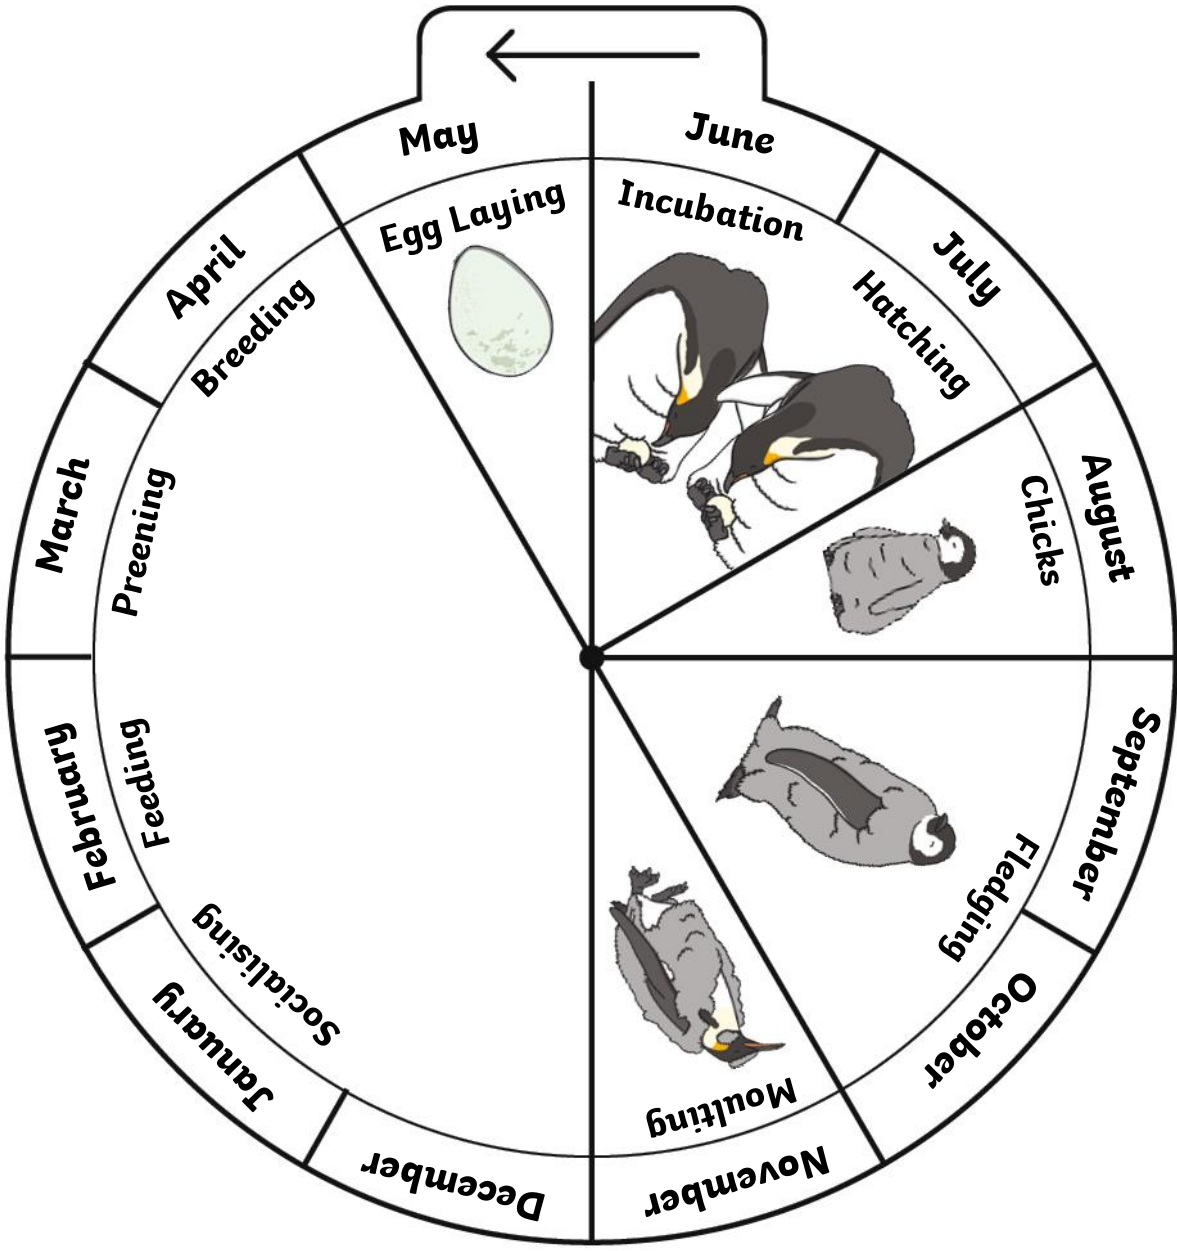 May
June
July
August
September
October
November
December
January
February
March
April
Egg Laying
Incubation
Hatching
Chicks
Fledging
Moulting
Socialising
Feeding
Preening
Breeding